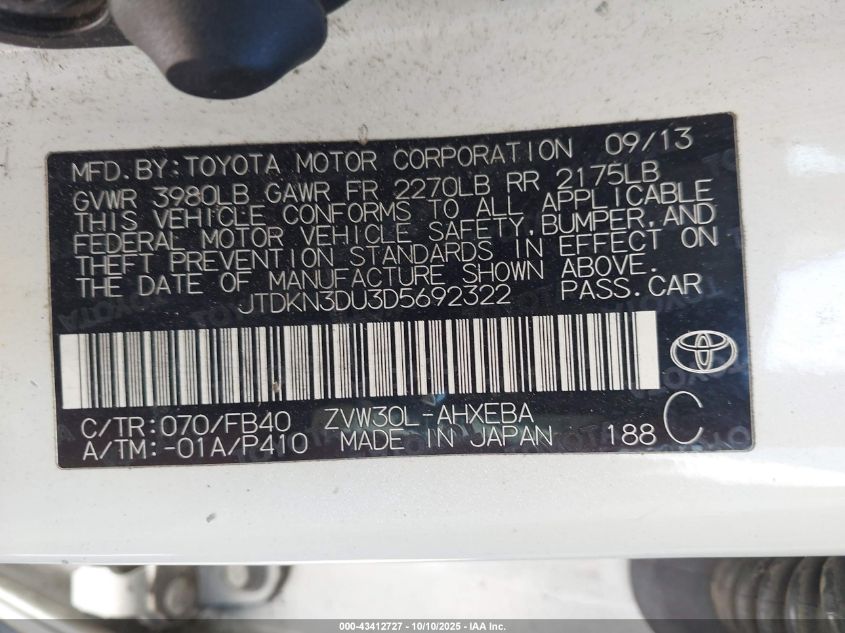 MFD.BY:TOYOTA MOTOR CORPORATION 09/13
GVWR 3980LB GAWR FR 2270LB RR 2175LB
THIS VEHICLE CONFORMS TO ALL APPLICABLE
FEDERAL MOTOR VEHICLE SAFETY,BUMPER,AND
THEFT PREVENTION STANDARDS IN EFFECT ON
THE DATE OF MANUFACTURE SHOWN ABOVE.
JTDKN3DU3D5692322 PASS.CAR
C/TR:070/FB40 ZVW30L-AHXEBA C
A/TM:-01A/P410 MADE IN JAPAN 188
000-43412727 - 10/10/2025 - IAA Inc.